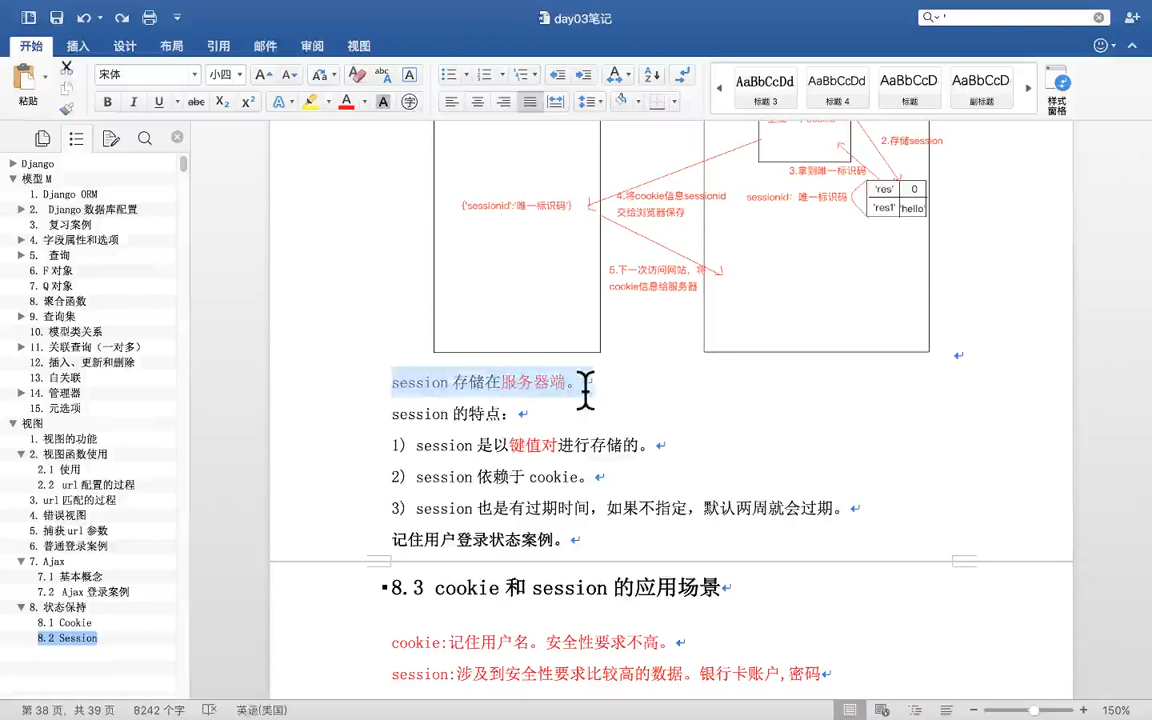 day03笔记
'
开始 插入 设计 布局 引用 邮件 审阅 视图
粘贴
宋体 小四
AaBbCcDd AaBbCcDd AaBbCcD AaBbCcD
标题 3 标题 4 标题 副标题
样式
窗格
Django
模型 M
1. Django ORM
2. Django 数据库配置
3. 复习案例
4. 字段属性和选项
5. 查询
6. F 对象
7. Q 对象
8. 聚合函数
9. 查询集
10. 模型类关系
11. 关联查询（一对多）
12. 插入、更新和删除
13. 自关联
14. 管理器
15. 元选项
视图
1. 视图的功能
2. 视图函数使用
2.1 使用
2.2 url 配置的过程
3. url 匹配的过程
4. 错误视图
5. 捕获 url 参数
6. 普通登录案例
7. Ajax
7.1 基本概念
7.2 Ajax 登录案例
8. 状态保持
8.1 Cookie
8.2 Session
2.存储session
3.拿到唯一标识码
'res' 0
'res1' 'hello'
sessionid：唯一标识码
{'sessionid':'唯一标识码'}
4.将cookie信息sessionid
交给浏览器保存
5.下一次访问网站，将
cookie信息给服务器
session 存储在服务器端。
session 的特点：
1）session 是以键值对进行存储的。
2）session 依赖于 cookie。
3）session 也是有过期时间，如果不指定，默认两周就会过期。
记住用户登录状态案例。
8.3 cookie 和 session 的应用场景
cookie:记住用户名。安全性要求不高。
session:涉及到安全性要求比较高的数据。银行卡账户,密码
第 38 页，共 39 页 8242 个字 英语(美国) 150%